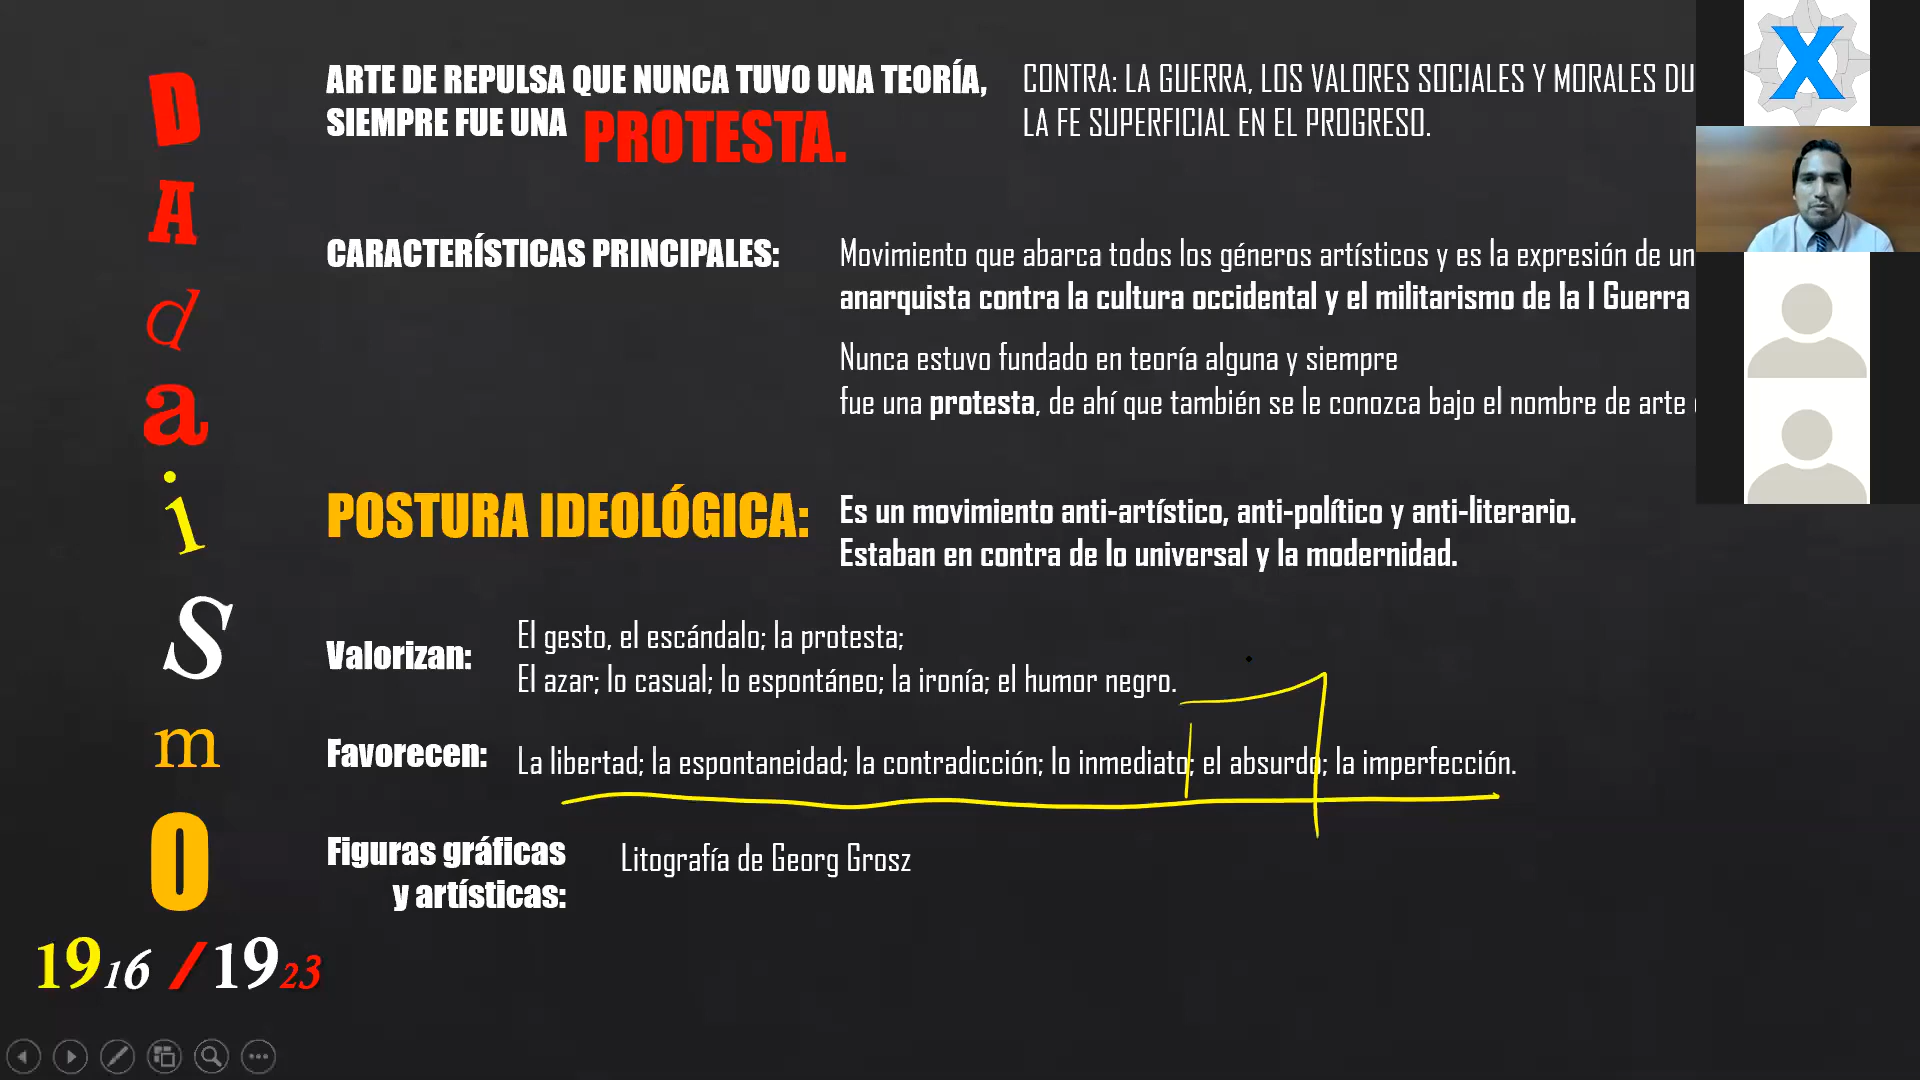 DAdaiSmO
1916 / 1923
ARTE DE REPULSA QUE NUNCA TUVO UNA TEORÍA,
SIEMPRE FUE UNA PROTESTA.
CONTRA: LA GUERRA, LOS VALORES SOCIALES Y MORALES DU
LA FE SUPERFICIAL EN EL PROGRESO.
CARACTERÍSTICAS PRINCIPALES:
Movimiento que abarca todos los géneros artísticos y es la expresión de un
anarquista contra la cultura occidental y el militarismo de la I Guerra
Nunca estuvo fundado en teoría alguna y siempre
fue una protesta, de ahí que también se le conozca bajo el nombre de arte
POSTURA IDEOLÓGICA:
Es un movimiento anti-artístico, anti-político y anti-literario.
Estaban en contra de lo universal y la modernidad.
Valorizan:
El gesto, el escándalo; la protesta;
El azar; lo casual; lo espontáneo; la ironía; el humor negro.
Favorecen:
La libertad; la espontaneidad; la contradicción; lo inmediato; el absurdo; la imperfección.
Figuras gráficas
y artísticas:
Litografía de Georg Grosz
X